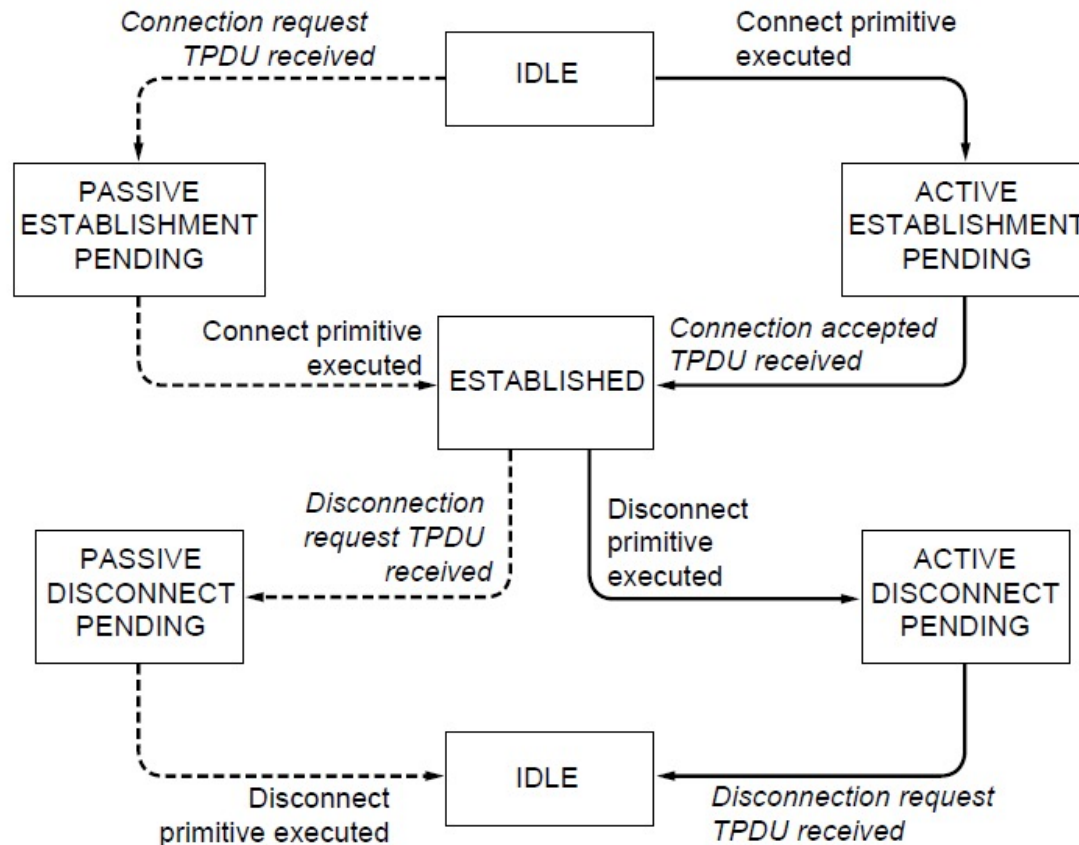 Connection request
TPDU received
IDLE
Connect primitive
executed
PASSIVE
ESTABLISHMENT
PENDING
ACTIVE
ESTABLISHMENT
PENDING
Connect primitive
executed
ESTABLISHED
Connection accepted
TPDU received
Disconnection
request TPDU
received
Disconnect
primitive
executed
PASSIVE
DISCONNECT
PENDING
ACTIVE
DISCONNECT
PENDING
IDLE
Disconnect
primitive executed
Disconnection request
TPDU received